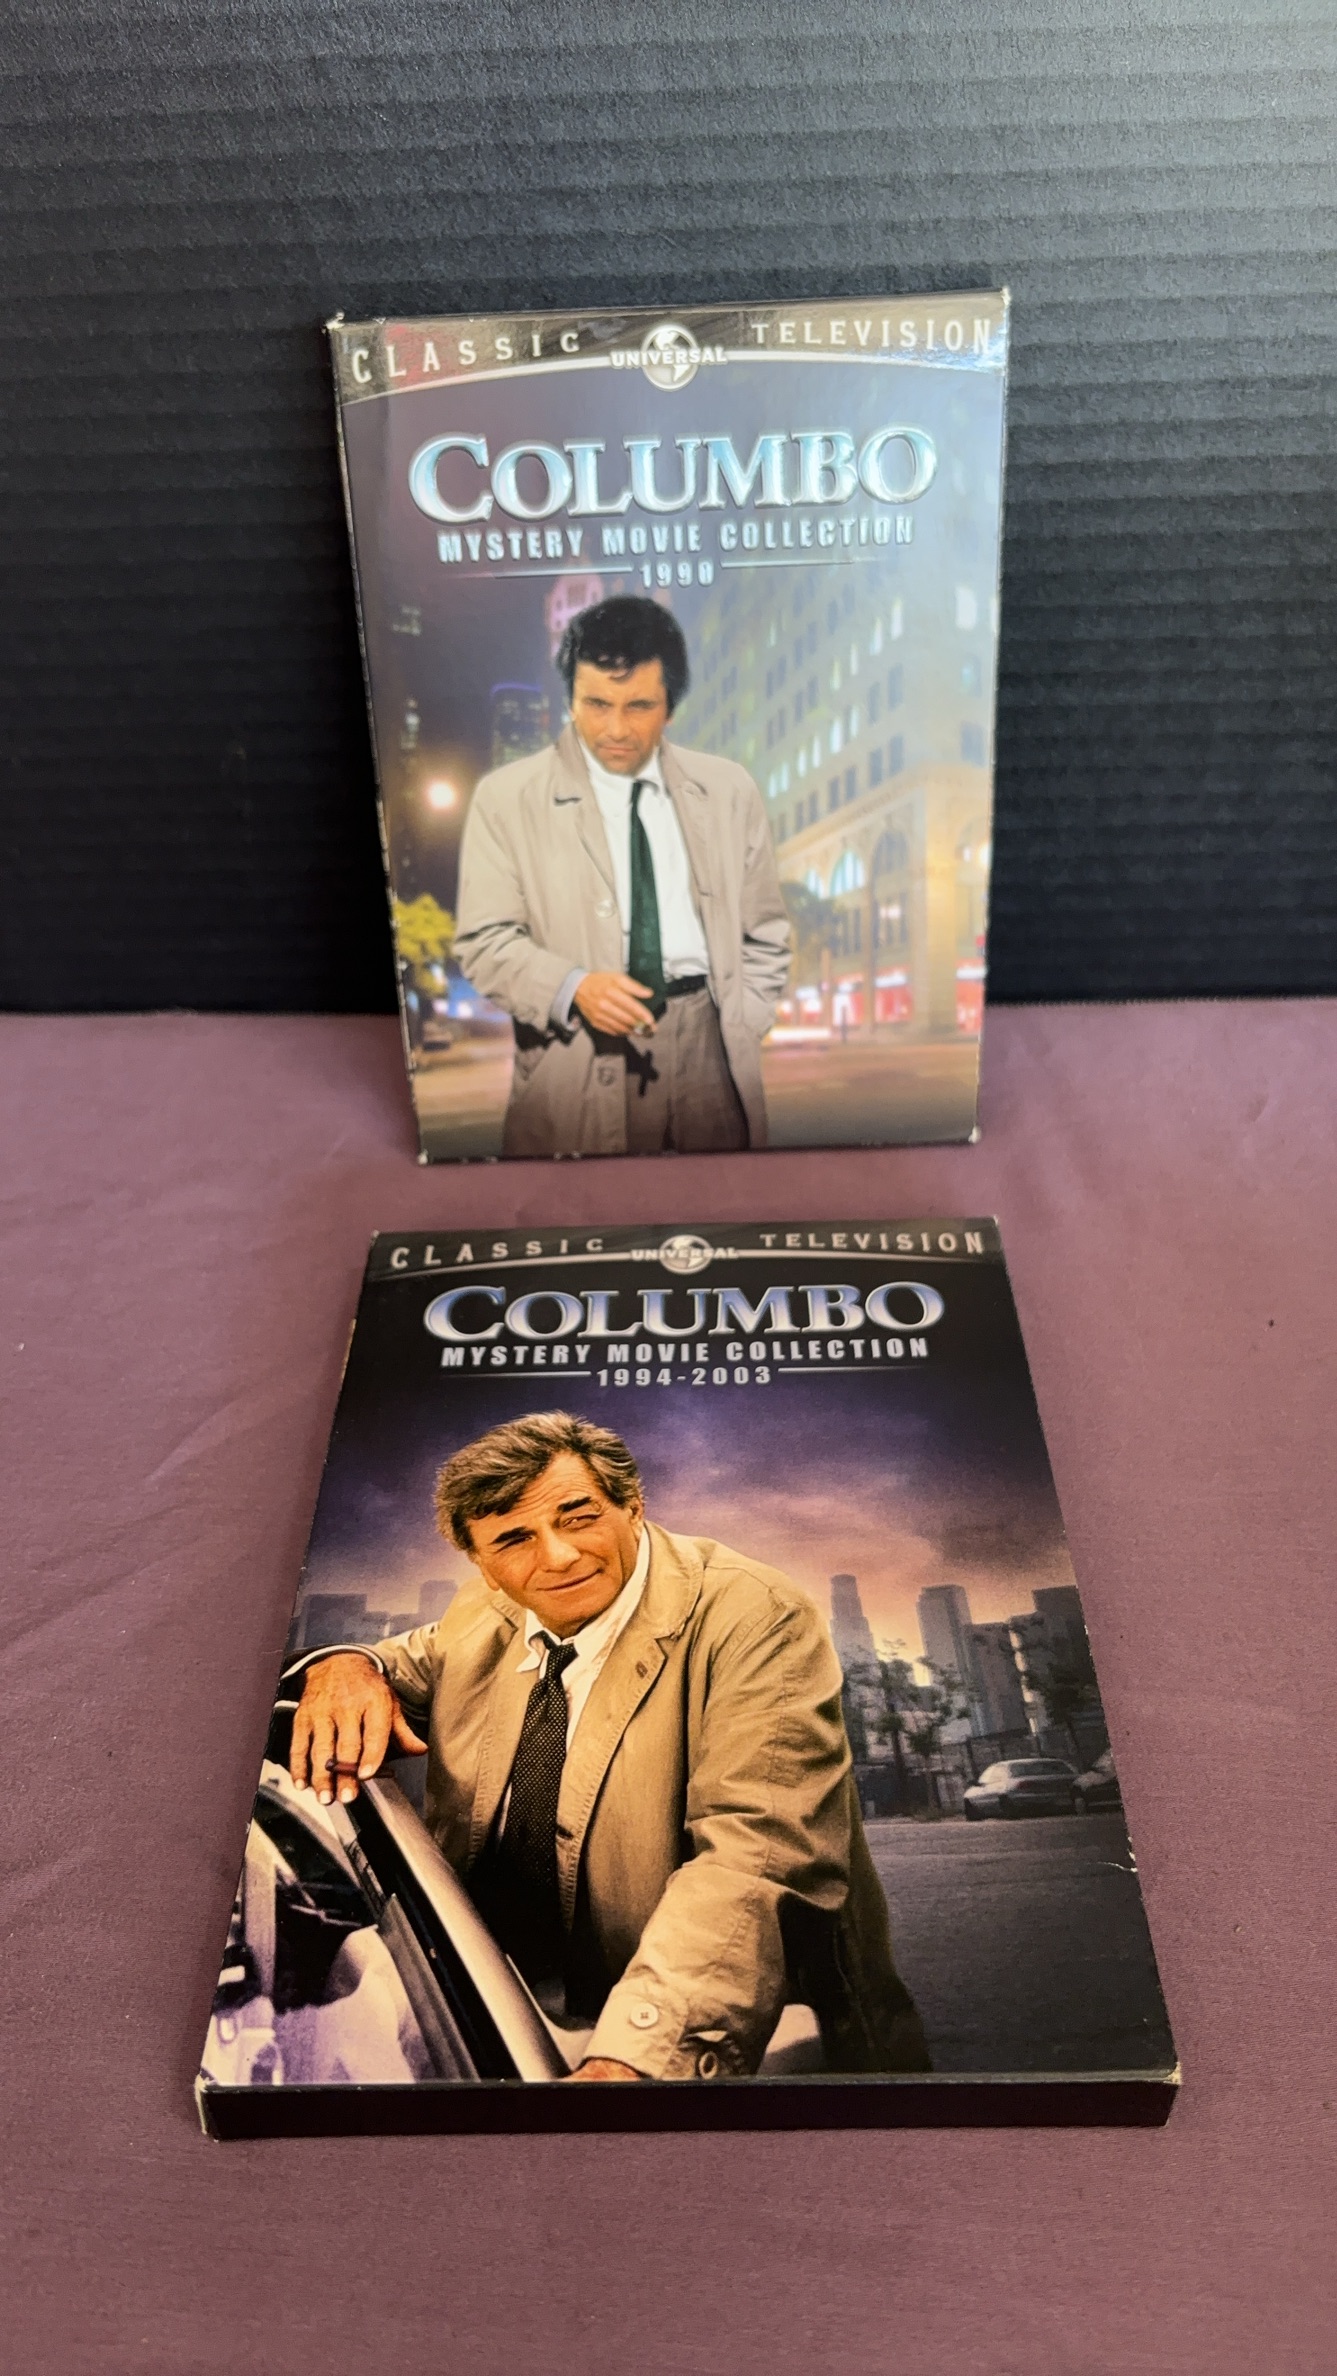 CLASSIC UNIVERSAL TELEVISION
COLUMBO
MYSTERY MOVIE COLLECTION
1990
CLASSIC UNIVERSAL TELEVISION
COLUMBO
MYSTERY MOVIE COLLECTION
1994-2003